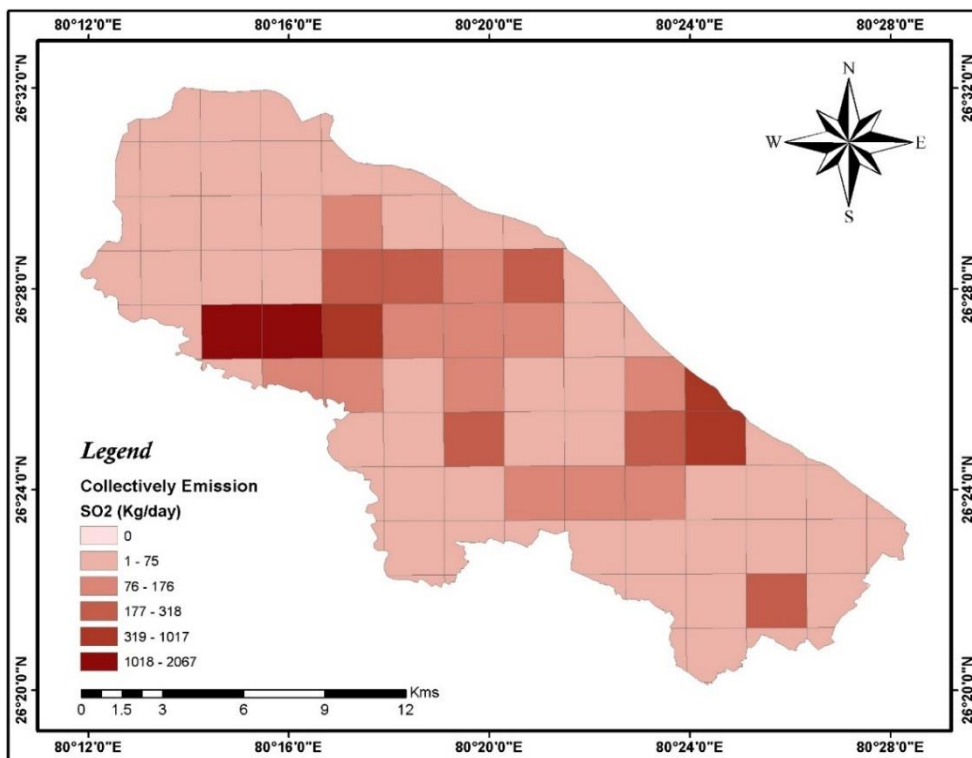 80°12'0"E 80°16'0"E 80°20'0"E 80°24'0"E 80°28'0"E
26°32'0"N 26°32'0"N
N
W E
S
26°28'0"N 26°28'0"N
26°24'0"N 26°24'0"N
Legend
Collectively Emission
SO2 (Kg/day)
0
1 - 75
76 - 176
177 - 318
319 - 1017
1018 - 2067
Kms
0 1.5 3 6 9 12
26°20'0"N 26°20'0"N
80°12'0"E 80°16'0"E 80°20'0"E 80°24'0"E 80°28'0"E